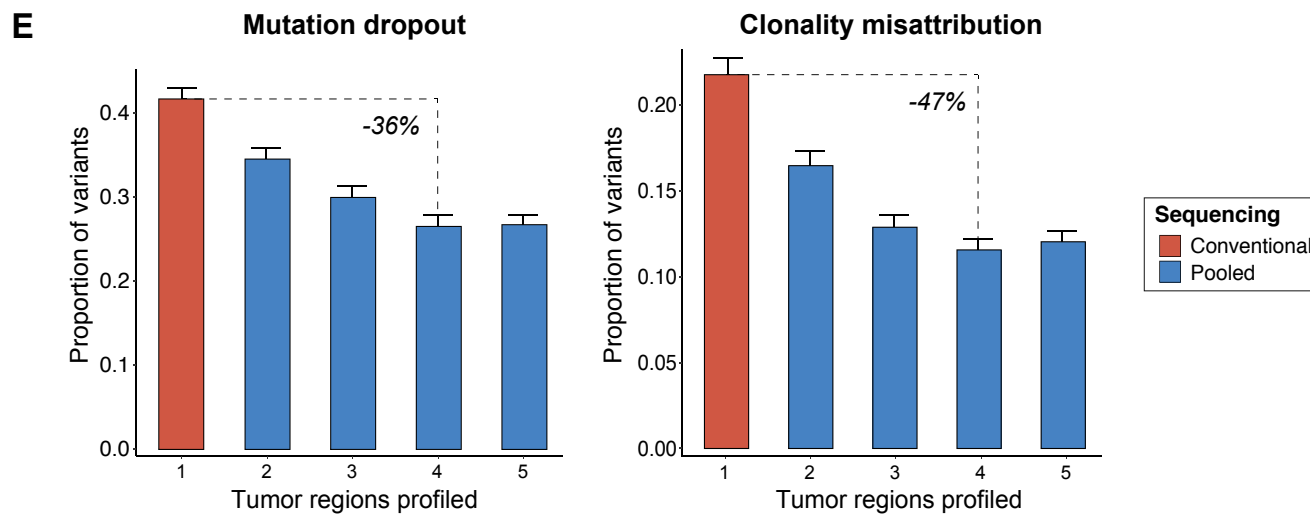 E
Mutation dropout
Proportion of variants
0.4
0.3
0.2
0.1
0.0
-36%
1 2 3 4 5
Tumor regions profiled
Clonality misattribution
Proportion of variants
0.20
0.15
0.10
0.05
0.00
-47%
1 2 3 4 5
Tumor regions profiled
Sequencing
Conventional
Pooled